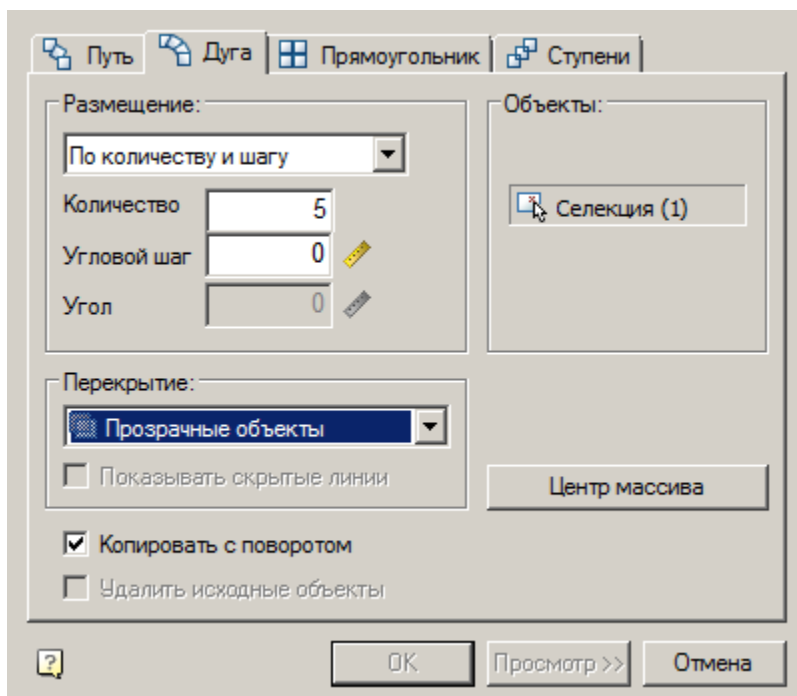 Путь Дуга Прямоугольник Ступени
Размещение:
По количеству и шагу
Количество 5
Угловой шаг 0
Угол 0
Объекты:
Селекция (1)
Перекрытие:
Прозрачные объекты
Показывать скрытые линии
Центр массива
Копировать с поворотом
Удалить исходные объекты
? OK Просмотр >> Отмена